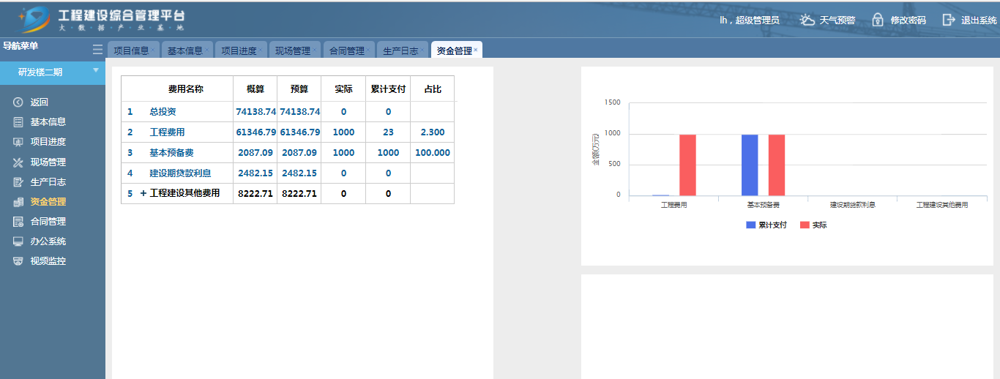 工程建设综合管理平台
大·数·据·产·业·基·地
lh，超级管理员 天气预警 修改密码 退出系统
导航菜单
项目信息 基本信息 项目进度 现场管理 合同管理 生产日志 资金管理
研发楼二期
返回
基本信息
项目进度
现场管理
生产日志
资金管理
合同管理
办公系统
视频监控
费用名称 概算 预算 实际 累计支付 占比
1 总投资 74138.74 74138.74 0 0
2 工程费用 61346.79 61346.79 1000 23 2.300
3 基本预备费 2087.09 2087.09 1000 1000 100.000
4 建设期贷款利息 2482.15 2482.15 0 0
5 + 工程建设其他费用 8222.71 8222.71 0 0
金额(万元)
1500
1000
500
0
工程费用 基本预备费 建设期贷款利息 工程建设其他费用
累计支付 实际